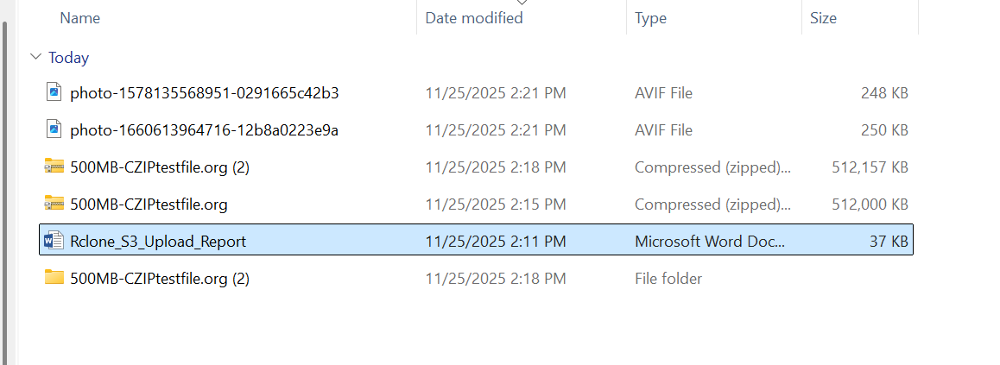 Name Date modified Type Size
Today
photo-1578135568951-0291665c42b3 11/25/2025 2:21 PM AVIF File 248 KB
photo-1660613964716-12b8a0223e9a 11/25/2025 2:21 PM AVIF File 250 KB
500MB-CZIPtestfile.org (2) 11/25/2025 2:18 PM Compressed (zipped)... 512,157 KB
500MB-CZIPtestfile.org 11/25/2025 2:15 PM Compressed (zipped)... 512,000 KB
Rclone_S3_Upload_Report 11/25/2025 2:11 PM Microsoft Word Doc... 37 KB
500MB-CZIPtestfile.org (2) 11/25/2025 2:18 PM File folder